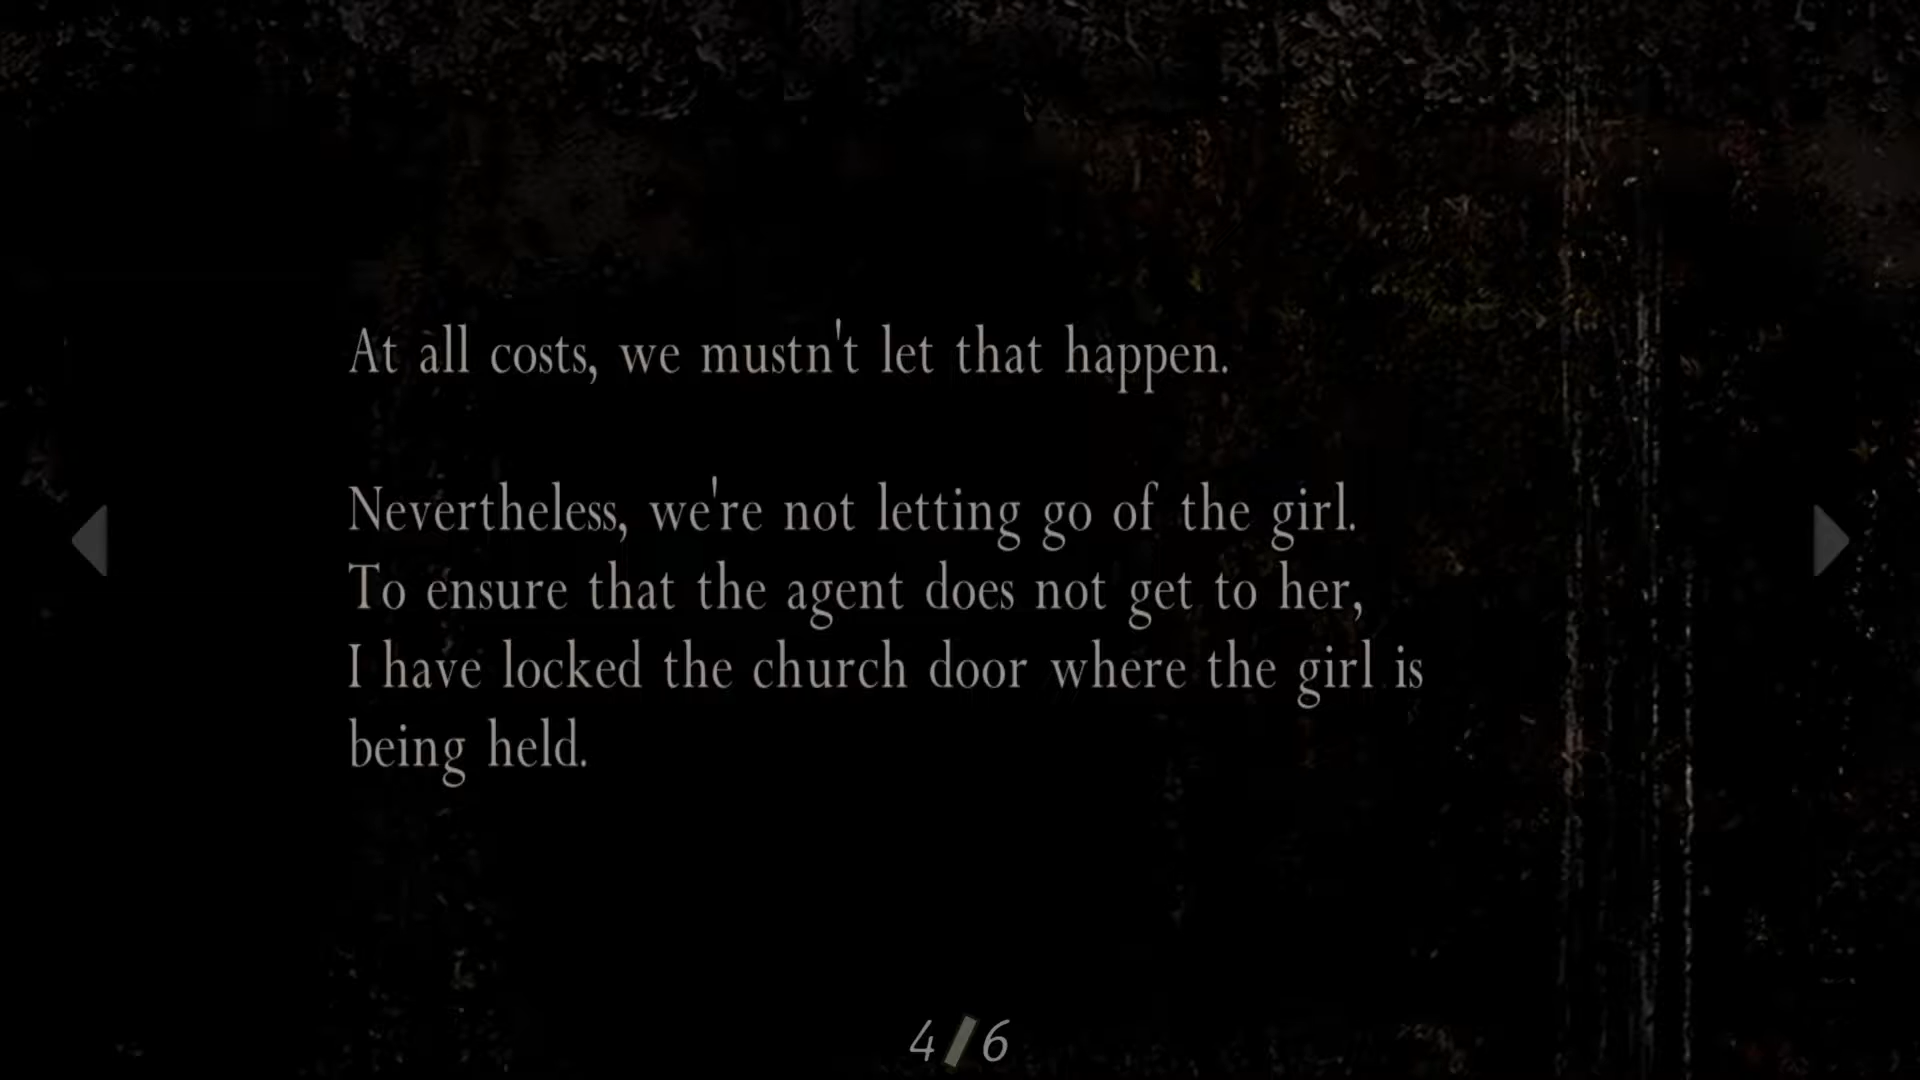 At all costs, we mustn't let that happen.
Nevertheless, we're not letting go of the girl.
To ensure that the agent does not get to her,
I have locked the church door where the girl is
being held.
4/6